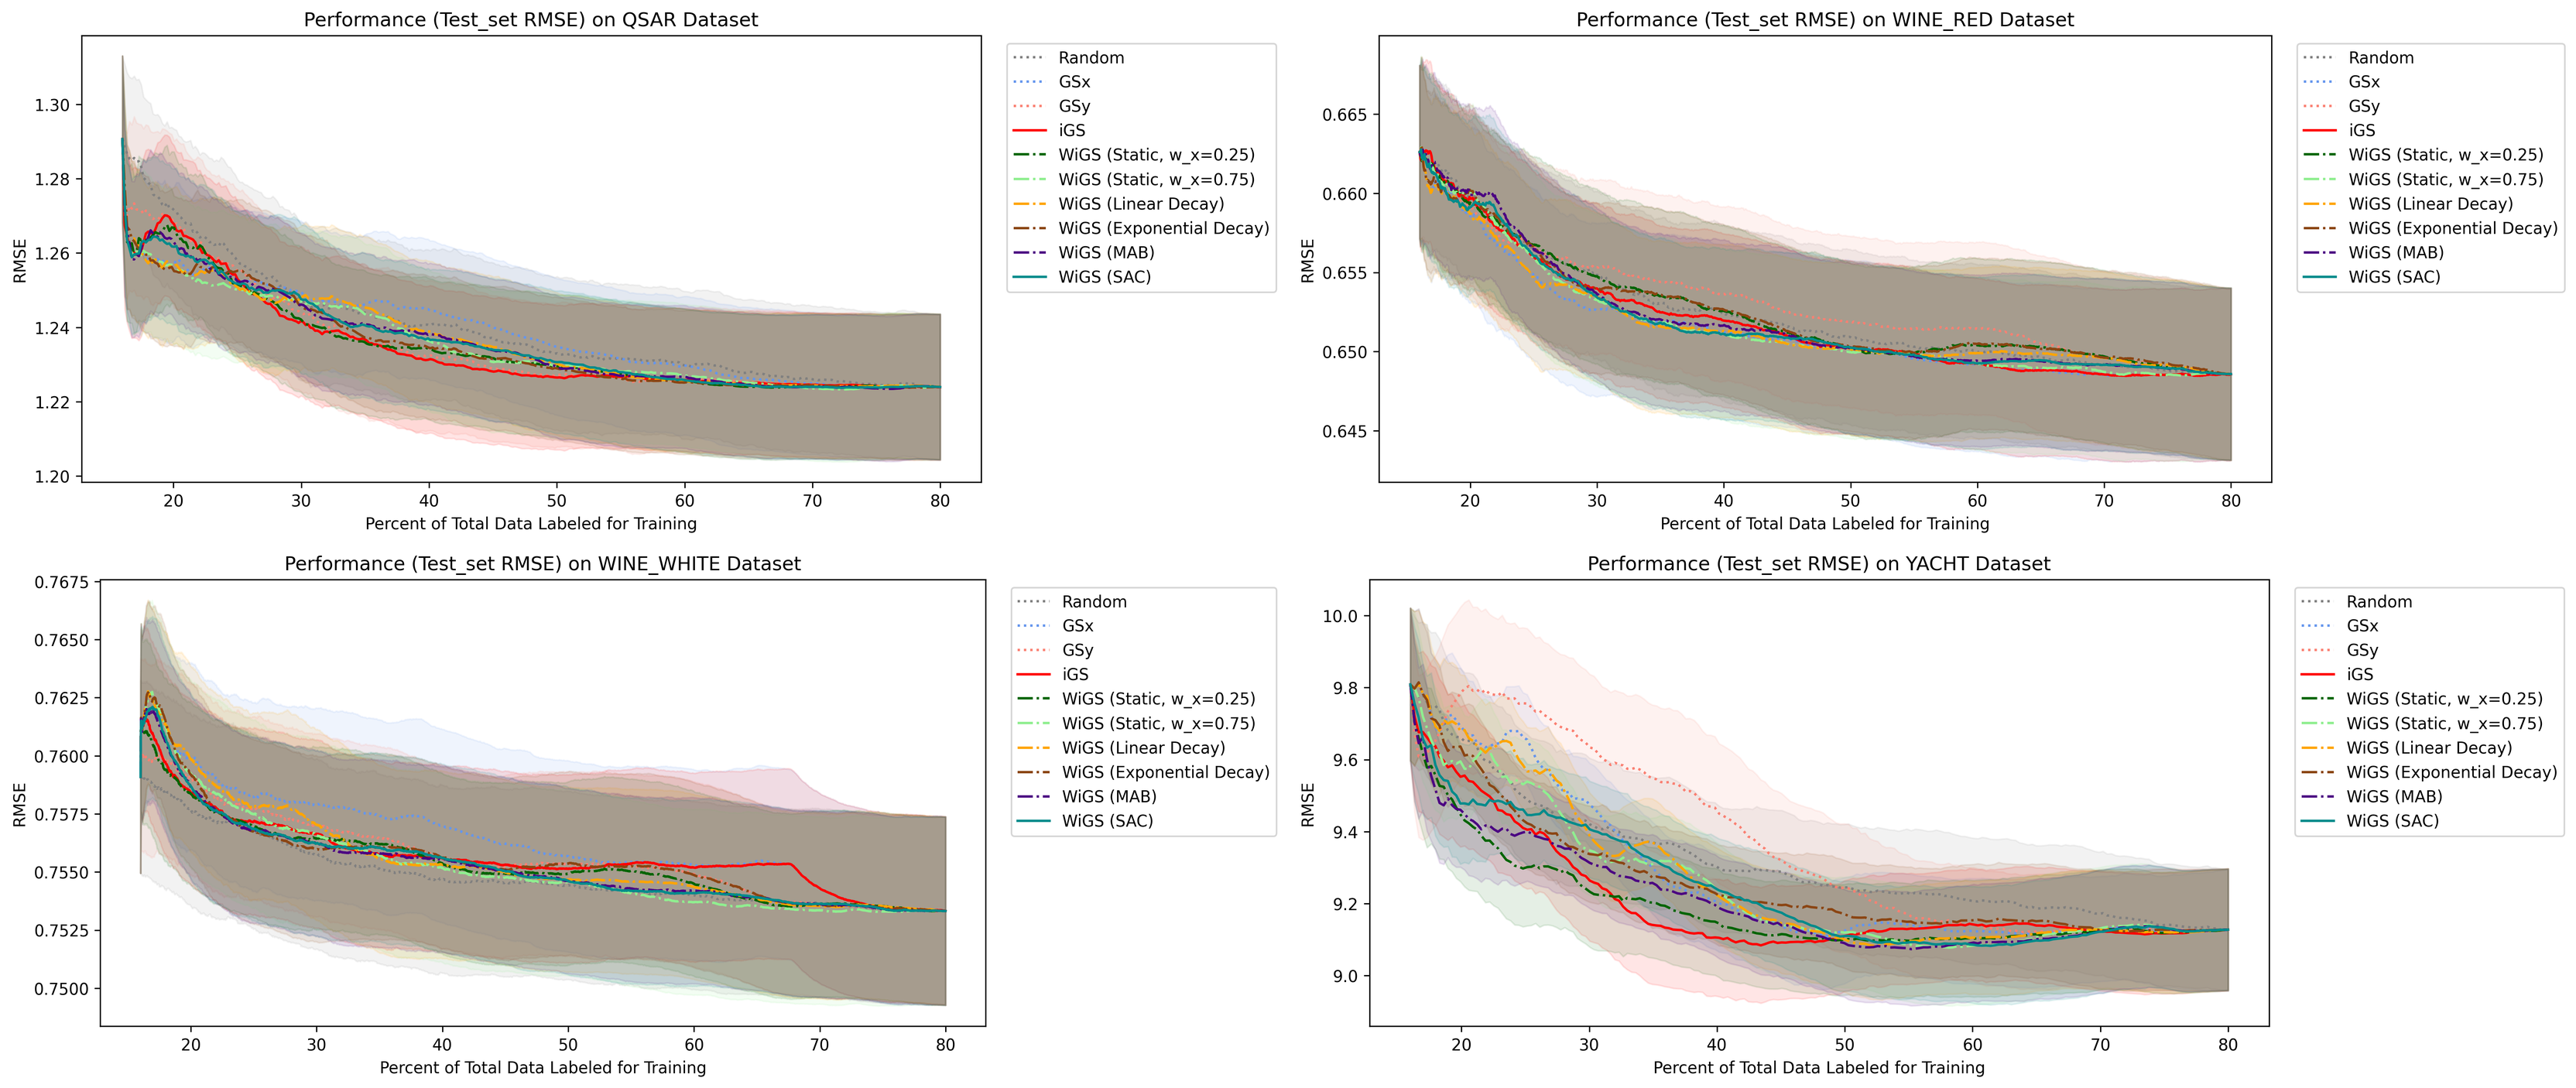 Performance (Test_set RMSE) on QSAR Dataset
RMSE
1.30
1.28
1.26
1.24
1.22
1.20
20 30 40 50 60 70 80
Percent of Total Data Labeled for Training
Random
GSx
GSy
iGS
WiGS (Static, w_x=0.25)
WiGS (Static, w_x=0.75)
WiGS (Linear Decay)
WiGS (Exponential Decay)
WiGS (MAB)
WiGS (SAC)
Performance (Test_set RMSE) on WINE_RED Dataset
RMSE
0.665
0.660
0.655
0.650
0.645
20 30 40 50 60 70 80
Percent of Total Data Labeled for Training
Random
GSx
GSy
iGS
WiGS (Static, w_x=0.25)
WiGS (Static, w_x=0.75)
WiGS (Linear Decay)
WiGS (Exponential Decay)
WiGS (MAB)
WiGS (SAC)
Performance (Test_set RMSE) on WINE_WHITE Dataset
RMSE
0.7675
0.7650
0.7625
0.7600
0.7575
0.7550
0.7525
0.7500
20 30 40 50 60 70 80
Percent of Total Data Labeled for Training
Random
GSx
GSy
iGS
WiGS (Static, w_x=0.25)
WiGS (Static, w_x=0.75)
WiGS (Linear Decay)
WiGS (Exponential Decay)
WiGS (MAB)
WiGS (SAC)
Performance (Test_set RMSE) on YACHT Dataset
RMSE
10.0
9.8
9.6
9.4
9.2
9.0
20 30 40 50 60 70 80
Percent of Total Data Labeled for Training
Random
GSx
GSy
iGS
WiGS (Static, w_x=0.25)
WiGS (Static, w_x=0.75)
WiGS (Linear Decay)
WiGS (Exponential Decay)
WiGS (MAB)
WiGS (SAC)